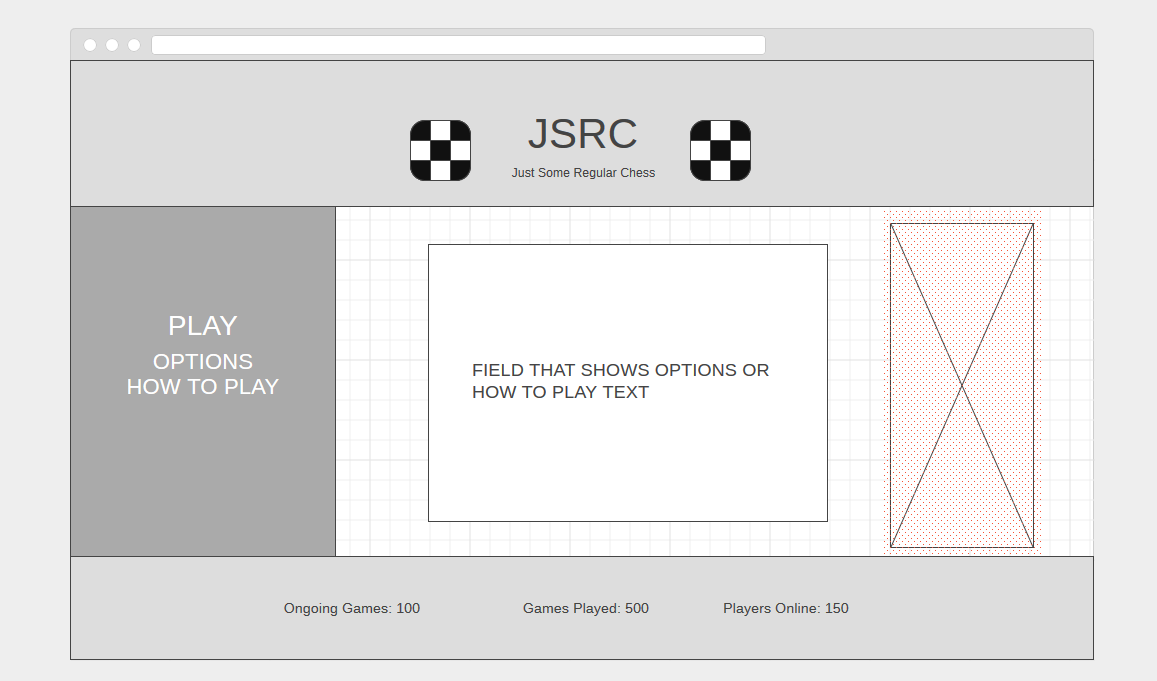 JSRC
Just Some Regular Chess
PLAY
OPTIONS
HOW TO PLAY
FIELD THAT SHOWS OPTIONS OR
HOW TO PLAY TEXT
Ongoing Games: 100
Games Played: 500
Players Online: 150